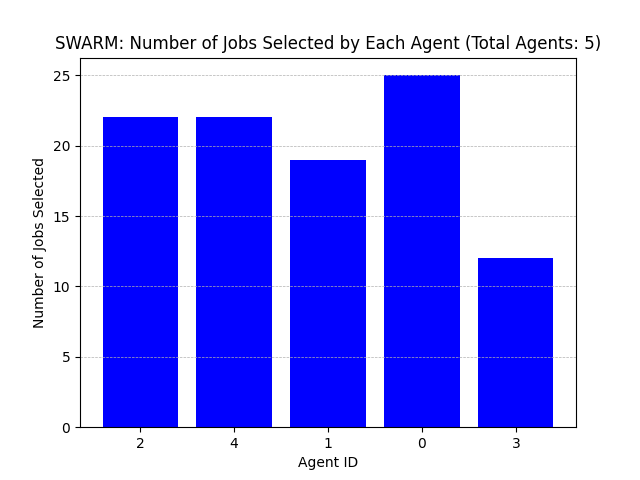 SWARM: Number of Jobs Selected by Each Agent (Total Agents: 5)
25
20
15
10
5
0
Number of Jobs Selected
2 4 1 0 3
Agent ID